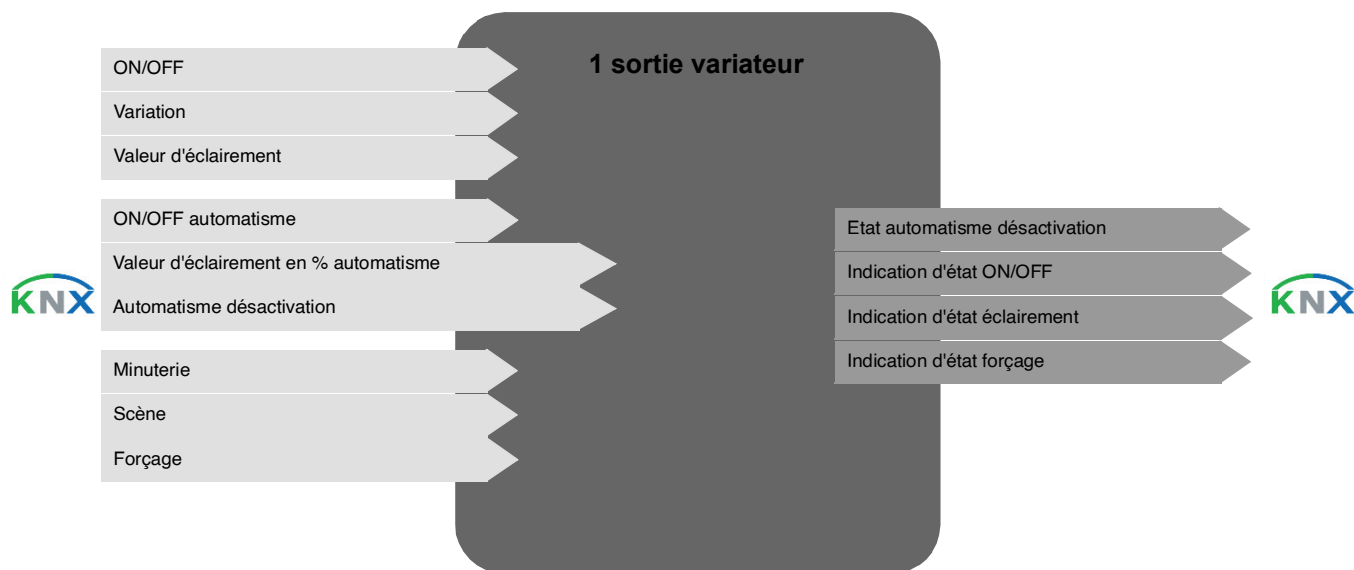 1 sortie variateur
ON/OFF
Variation
Valeur d'éclairement
ON/OFF automatisme
Valeur d'éclairement en % automatisme
Automatisme désactivation
KNX
Minuterie
Scène
Forçage
Etat automatisme désactivation
Indication d'état ON/OFF
Indication d'état éclairement
Indication d'état forçage
KNX